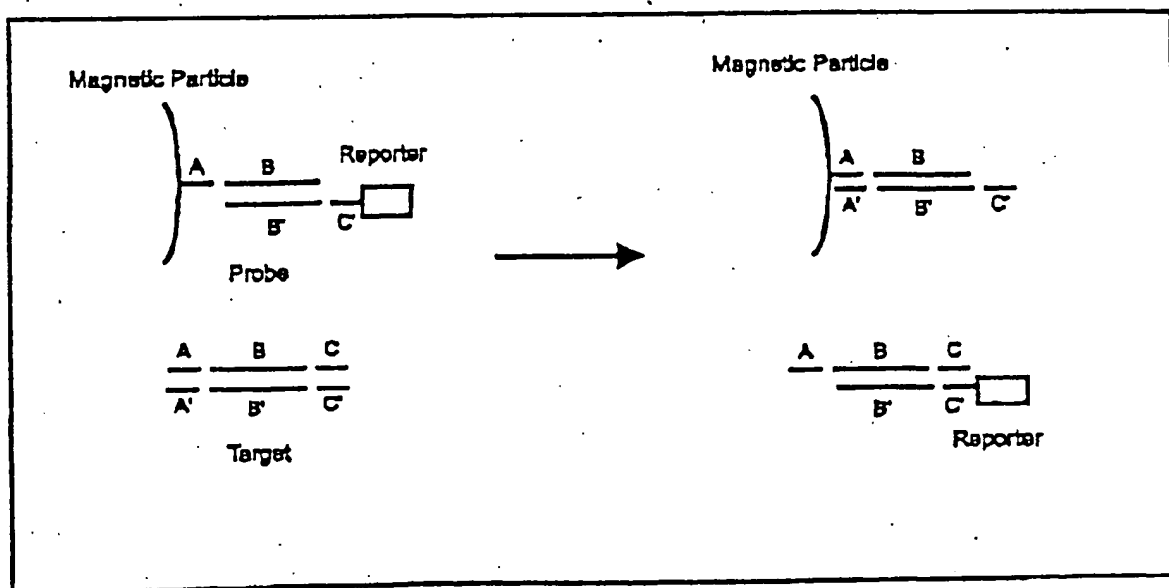 Magnetic Particle
A B Reporter
B' C'
Probe
A B C
A' B' C'
Target
Magnetic Particle
A B
A' B' C'
A B C
B' C'
Reporter